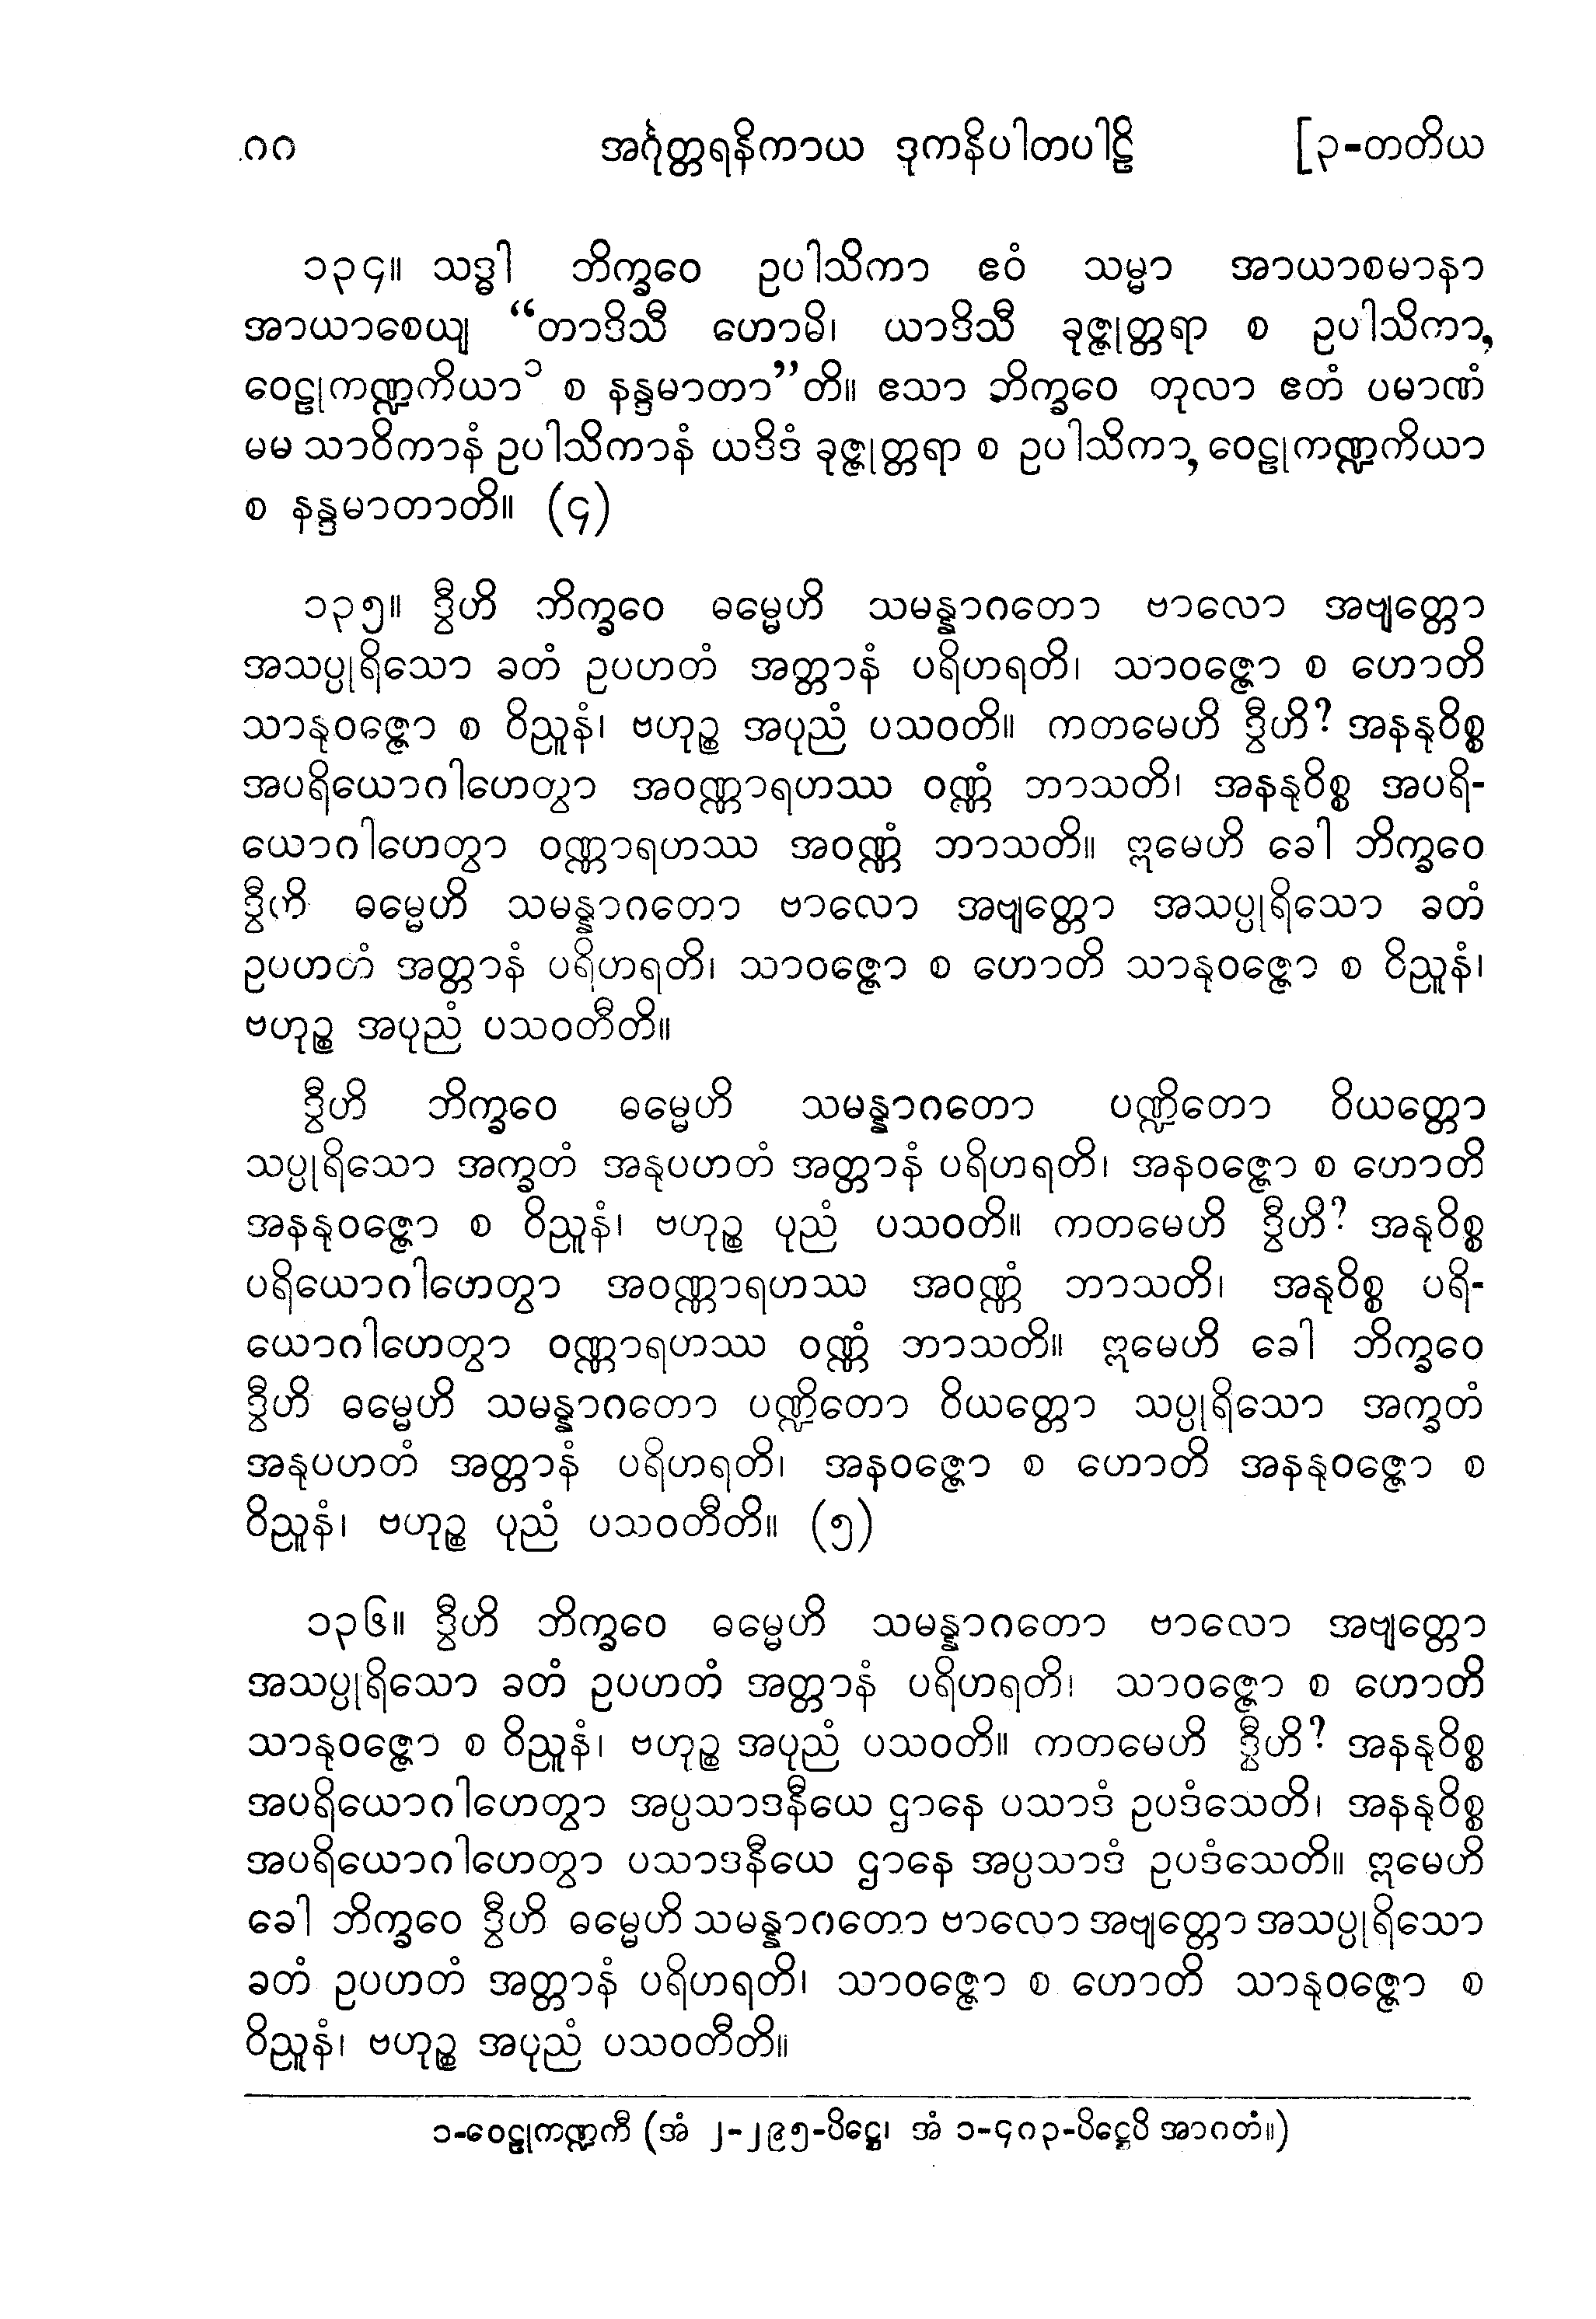 ၈၈ အင်္ဂုတ္တရနိကာယ ဒုကနိပါတပါဠိ [၃-တတိယ
၁၃၄။ သဒ္ဓါ ဘိက္ခဝေ ဥပါသိကာ ဧဝံ သမ္မာ အာယာစမာနာ
အာယာစေယျ “တာဒိသီ ဟောမိ၊ ယာဒိသီ ခုဇ္ဇုတ္တရာ စ ဥပါသိကာ,
ဝေဠုကဏ္ဍကိယာ ၁ စ နန္ဒမာတာ”တိ။ ဧသာ ဘိက္ခဝေ တုလာ ဧတံ ပမာဏံ
မမ သာဝိကာနံ ဥပါသိကာနံ ယဒိဒံ ခုဇ္ဇုတ္တရာ စ ဥပါသိကာ, ဝေဠုကဏ္ဍကိယာ
စ နန္ဒမာတာတိ။ (၄)
၁၃၅။ ဒွီဟိ ဘိက္ခဝေ ဓမ္မေဟိ သမန္နာဂတော ဗာလော အဗျတ္တော
အသပ္ပုရိသော ခတံ ဥပဟတံ အတ္တာနံ ပရိဟရတိ၊ သာဝဇ္ဇော စ ဟောတိ
သာနုဝဇ္ဇော စ ဝိညူနံ၊ ဗဟုဉ္စ အပုညံ ပသဝတိ။ ကတမေဟိ ဒွီဟိ? အနနုဝိစ္စ
အပရိယောဂါဟေတွာ အဝဏ္ဏာရဟဿ ဝဏ္ဏံ ဘာသတိ၊ အနနုဝိစ္စ အပရိ-
ယောဂါဟေတွာ ဝဏ္ဏာရဟဿ အဝဏ္ဏံ ဘာသတိ။ ဣမေဟိ ခေါ ဘိက္ခဝေ
ဒွီဟိ ဓမ္မေဟိ သမန္နာဂတော ဗာလော အဗျတ္တော အသပ္ပုရိသော ခတံ
ဥပဟတံ အတ္တာနံ ပရိဟရတိ၊ သာဝဇ္ဇော စ ဟောတိ သာနုဝဇ္ဇော စ ဝိညူနံ၊
ဗဟုဉ္စ အပုညံ ပသဝတီတိ။
ဒွီဟိ ဘိက္ခဝေ ဓမ္မေဟိ သမန္နာဂတော ပဏ္ဍိတော ဝိယတ္တော
သပ္ပုရိသော အက္ခတံ အနုပဟတံ အတ္တာနံ ပရိဟရတိ၊ အနဝဇ္ဇော စ ဟောတိ
အနနုဝဇ္ဇော စ ဝိညူနံ၊ ဗဟုဉ္စ ပုညံ ပသဝတိ။ ကတမေဟိ ဒွီဟိ? အနုဝိစ္စ
ပရိယောဂါဟေတွာ အဝဏ္ဏာရဟဿ အဝဏ္ဏံ ဘာသတိ၊ အနုဝိစ္စ ပရိ-
ယောဂါဟေတွာ ဝဏ္ဏာရဟဿ ဝဏ္ဏံ ဘာသတိ။ ဣမေဟိ ခေါ ဘိက္ခဝေ
ဒွီဟိ ဓမ္မေဟိ သမန္နာဂတော ပဏ္ဍိတော ဝိယတ္တော သပ္ပုရိသော အက္ခတံ
အနုပဟတံ အတ္တာနံ ပရိဟရတိ၊ အနဝဇ္ဇော စ ဟောတိ အနနုဝဇ္ဇော စ
ဝိညူနံ၊ ဗဟုဉ္စ ပုညံ ပသဝတီတိ။ (၅)
၁၃၆။ ဒွီဟိ ဘိက္ခဝေ ဓမ္မေဟိ သမန္နာဂတော ဗာလော အဗျတ္တော
အသပ္ပုရိသော ခတံ ဥပဟတံ အတ္တာနံ ပရိဟရတိ၊ သာဝဇ္ဇော စ ဟောတိ
သာနုဝဇ္ဇော စ ဝိညူနံ၊ ဗဟုဉ္စ အပုညံ ပသဝတိ။ ကတမေဟိ ဒွီဟိ? အနနုဝိစ္စ
အပရိယောဂါဟေတွာ အပ္ပသာဒနီယေ ဌာနေ ပသာဒံ ဥပဒံသေတိ၊ အနနုဝိစ္စ
အပရိယောဂါဟေတွာ ပသာဒနီယေ ဌာနေ အပ္ပသာဒံ ဥပဒံသေတိ။ ဣမေဟိ
ခေါ ဘိက္ခဝေ ဒွီဟိ ဓမ္မေဟိ သမန္နာဂတော ဗာလော အဗျတ္တော အသပ္ပုရိသော
ခတံ ဥပဟတံ အတ္တာနံ ပရိဟရတိ၊ သာဝဇ္ဇော စ ဟောတိ သာနုဝဇ္ဇော စ
ဝိညူနံ၊ ဗဟုဉ္စ အပုညံ ပသဝတီတိ။
၁-ဝေဠုကဏ္ဍကီ (အံ ၂-၂၉၅-ပိဋ္ဌေ၊ အံ ၁-၄၈၃-ပိဋ္ဌေပိ အာဂတံ။)